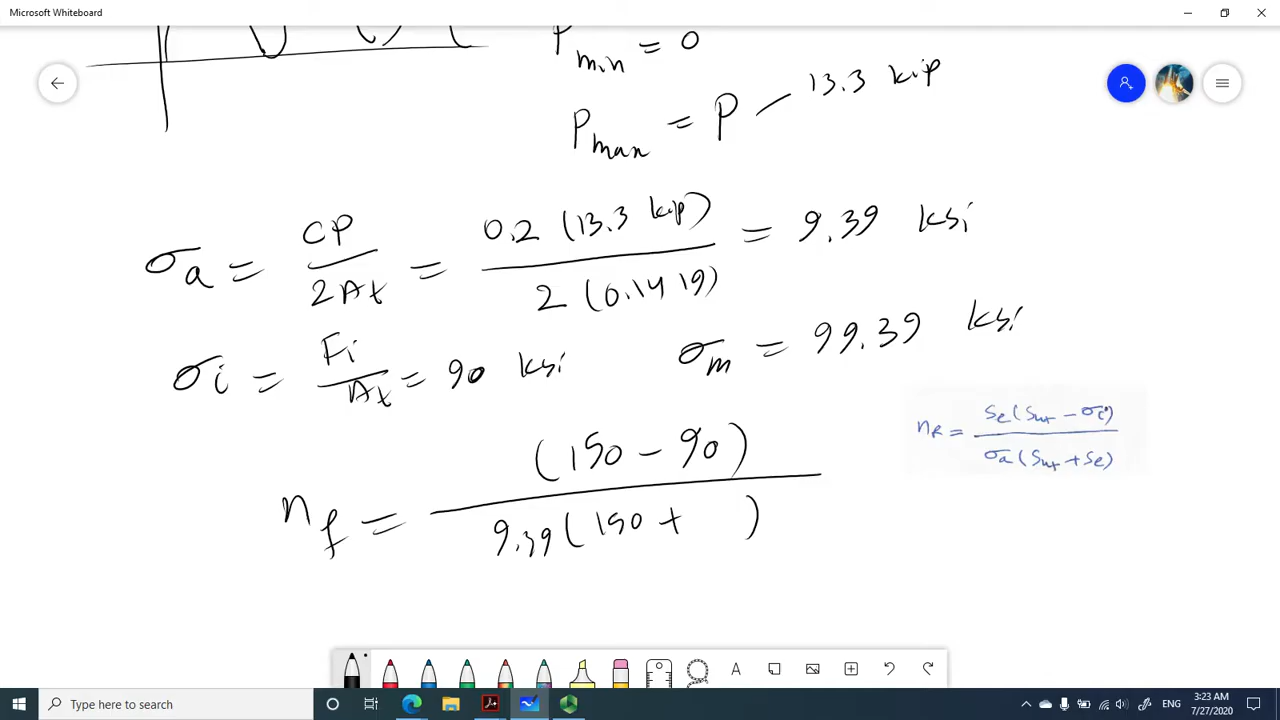 Microsoft Whiteboard
Pmin = 0
Pmax = P — 13.3 kip
σa = CP / 2At = 0.2 (13.3 kip) / 2 (0.1419) = 9.39 ksi
σi = Fi / At = 90 ksi
σm = 99.39 ksi
nf = Se(Sut - σi) / σa(Sut + Se)
nf = (150 - 90) / 9.39(150 + )
A
Type here to search
ENG
3:23 AM
7/27/2020